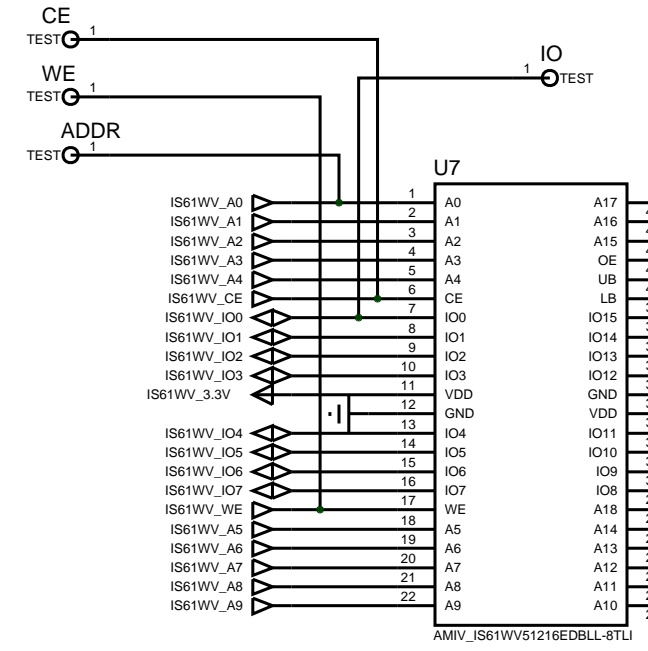 CE
TEST 1
WE
TEST 1
ADDR
TEST 1
IO
1 TEST
U7
IS61WV_A0 1 A0 A17
IS61WV_A1 2 A1 A16
IS61WV_A2 3 A2 A15
IS61WV_A3 4 A3 OE
IS61WV_A4 5 A4 UB
IS61WV_CE 6 CE LB
IS61WV_IO0 7 IO0 IO15
IS61WV_IO1 8 IO1 IO14
IS61WV_IO2 9 IO2 IO13
IS61WV_IO3 10 IO3 IO12
IS61WV_3.3V 11 VDD GND
12 GND VDD
IS61WV_IO4 13 IO4 IO11
IS61WV_IO5 14 IO5 IO10
IS61WV_IO6 15 IO6 IO9
IS61WV_IO7 16 IO7 IO8
IS61WV_WE 17 WE A18
IS61WV_A5 18 A5 A14
IS61WV_A6 19 A6 A13
IS61WV_A7 20 A7 A12
IS61WV_A8 21 A8 A11
IS61WV_A9 22 A9 A10
AMIV_IS61WV51216EDBLL-8TLI